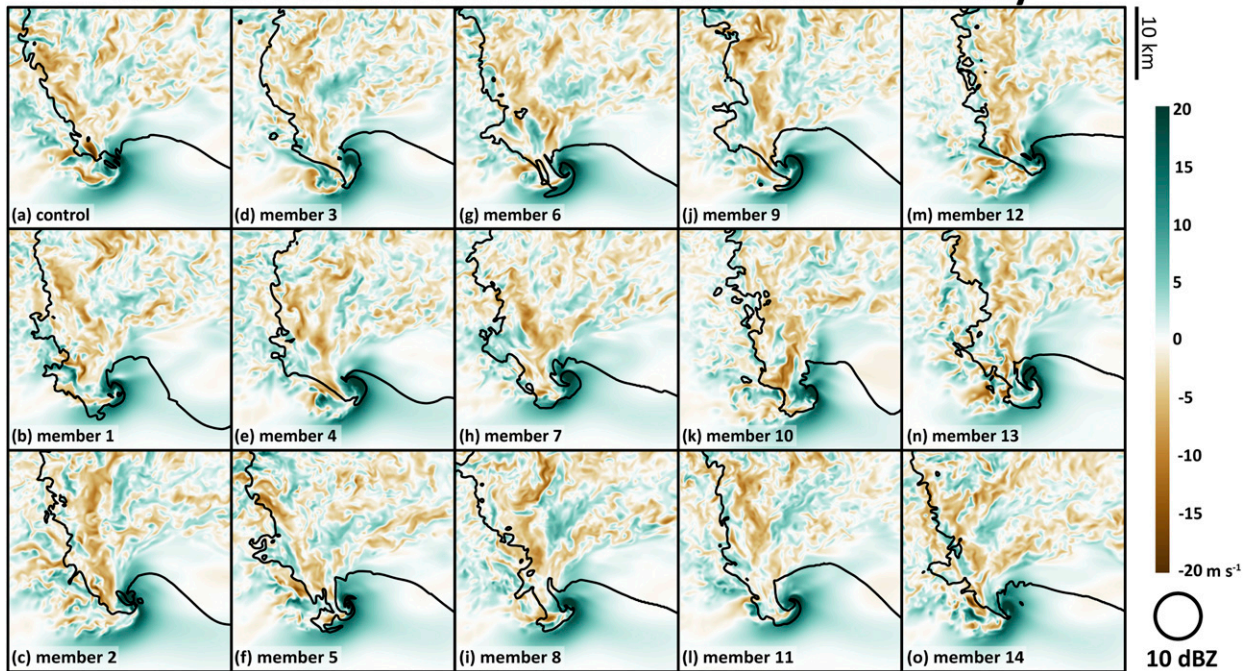 (a) control
(d) member 3
(g) member 6
(j) member 9
(m) member 12
10 km
(b) member 1
(e) member 4
(h) member 7
(k) member 10
(n) member 13
(c) member 2
(f) member 5
(i) member 8
(l) member 11
(o) member 14
20
15
10
5
0
-5
-10
-15
-20 m s⁻¹
10 dBZ